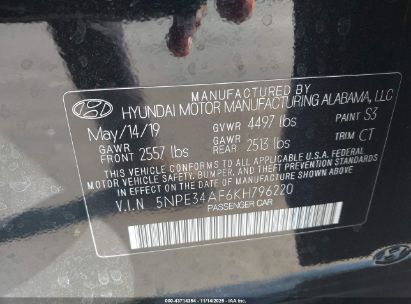 MANUFACTURED BY
HYUNDAI MOTOR MANUFACTURING ALABAMA, LLC
May/14/19 GVWR 4497 lbs PAINT S3
GAWR FRONT 2557 lbs GAWR REAR 2513 lbs TRIM CT
THIS VEHICLE CONFORMS TO ALL APPLICABLE U.S.A. FEDERAL
MOTOR VEHICLE SAFETY, BUMPER, AND THEFT PREVENTION STANDARDS
IN EFFECT ON THE DATE OF MANUFACTURE SHOWN ABOVE.
V.I.N 5NPE34AF6KH796220
PASSENGER CAR